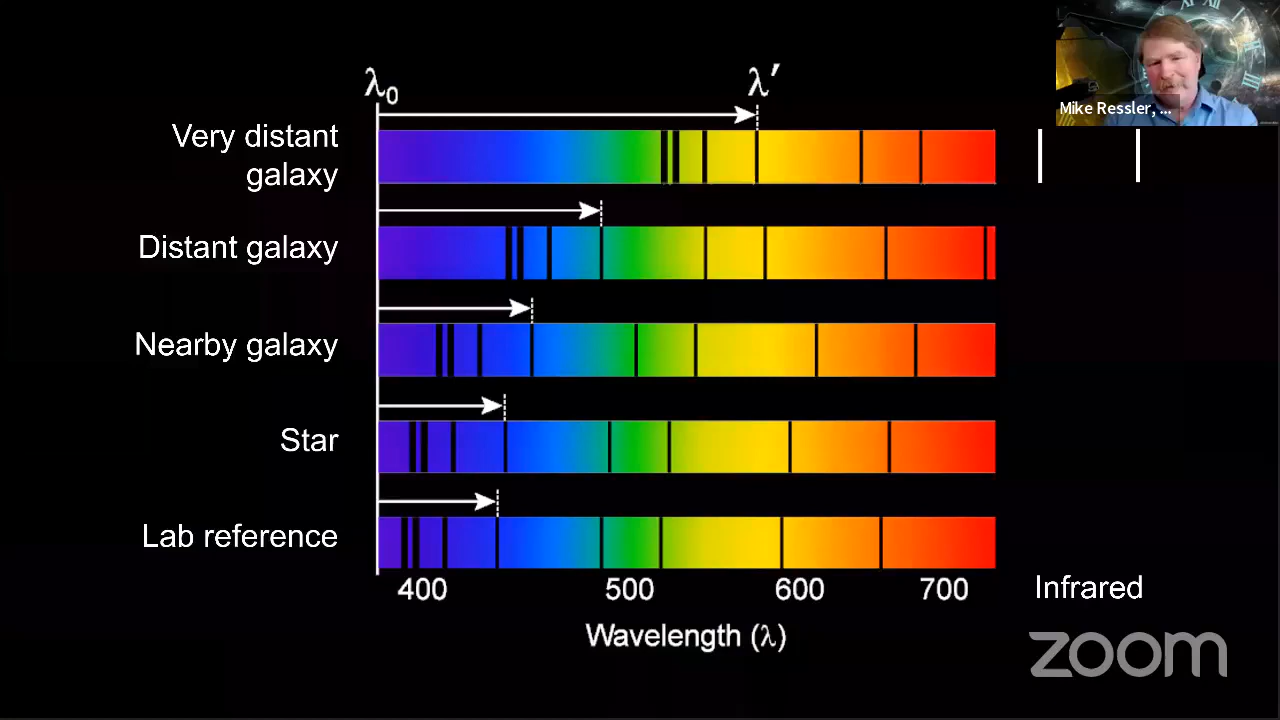 λ₀
λ′
Mike Ressler, ...
Very distant
galaxy
Distant galaxy
Nearby galaxy
Star
Lab reference
400 500 600 700
Infrared
Wavelength (λ)
zoom